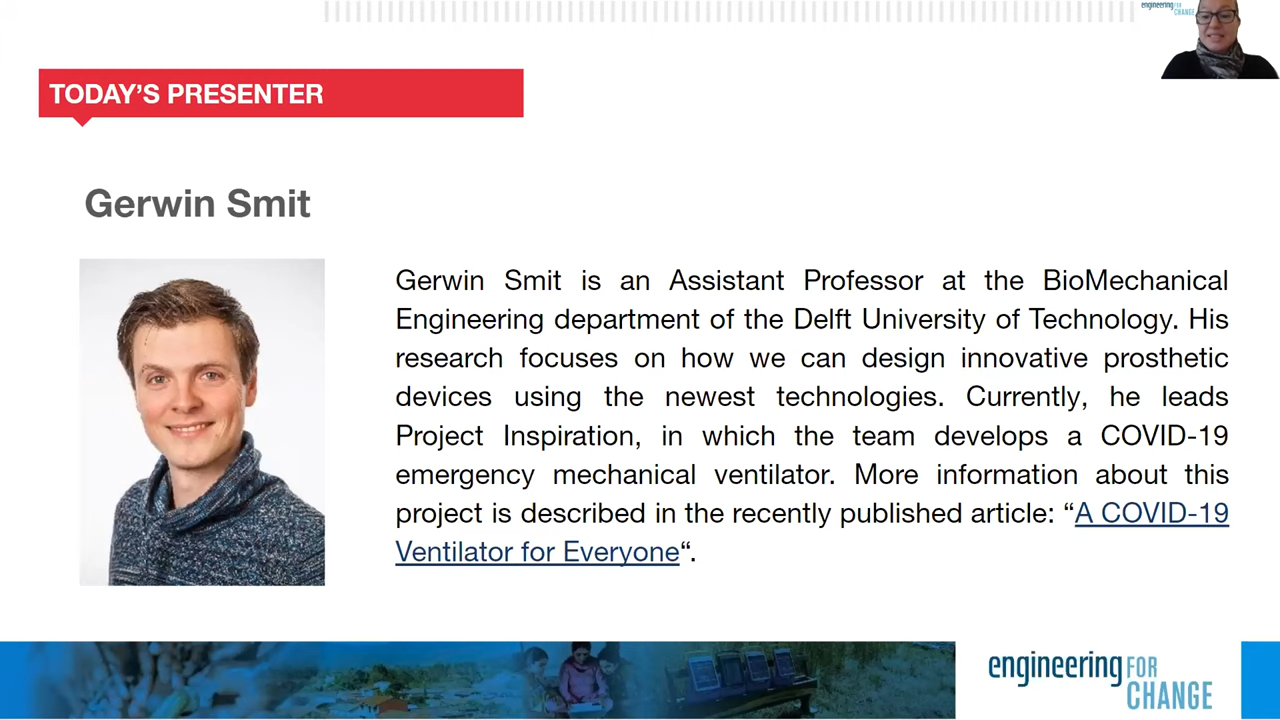 engineering FOR
CHANGE
TODAY'S PRESENTER
Gerwin Smit
Gerwin Smit is an Assistant Professor at the BioMechanical
Engineering department of the Delft University of Technology. His
research focuses on how we can design innovative prosthetic
devices using the newest technologies. Currently, he leads
Project Inspiration, in which the team develops a COVID-19
emergency mechanical ventilator. More information about this
project is described in the recently published article: “A COVID-19
Ventilator for Everyone“.
engineering FOR
CHANGE